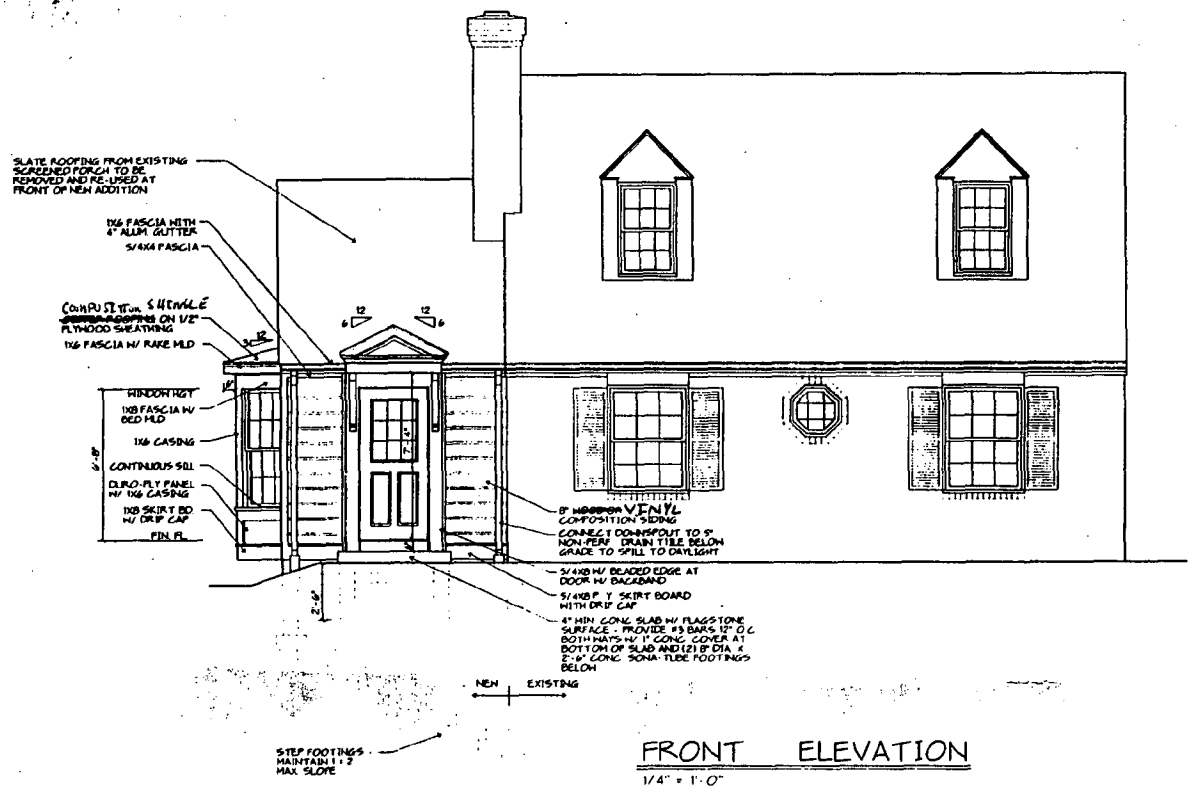 SLATE ROOFING FROM EXISTING
SCREENED PORCH TO BE
REMOVED AND RE-USED AT
FRONT OF NEW ADDITION
1X6 FASCIA WITH
4" ALUM. GUTTER
5/4X4 FASCIA
COMPOSITION SHINGLE
ON 1/2"
PLYWOOD SHEATHING
1X6 FASCIA W/ RAKE MLD
3 12
12
6
12
6
WINDOW HGT
1X8 FASCIA W/
BED MLD
1X6 CASING
6'-8"
7'-4"
CONTINUOUS SILL
DURO-PLY PANEL
W/ 1X6 CASING
1X8 SKIRT BD.
W/ DRIP CAP
FIN. FL.
2'-6"
8" VINYL
COMPOSITION SIDING
CONNECT DOWNSPOUT TO 5"
NON-PERF DRAIN TILE BELOW
GRADE TO SPILL TO DAYLIGHT
5/4X8 W/ BEADED EDGE AT
DOOR W/ BACKBAND
5/4X8 P Y SKIRT BOARD
WITH DRIP CAP
4" MIN CONC SLAB W/ FLAGSTONE
SURFACE - PROVIDE #3 BARS 12" O.C.
BOTH WAYS W/ 1" CONC COVER AT
BOTTOM OF SLAB AND (2) 8" DIA X
2'-6" CONC SONA-TUBE FOOTINGS
BELOW
NEW EXISTING
STEP FOOTINGS -
MAINTAIN 1 : 2
MAX SLOPE
FRONT ELEVATION
1/4" = 1'-0"